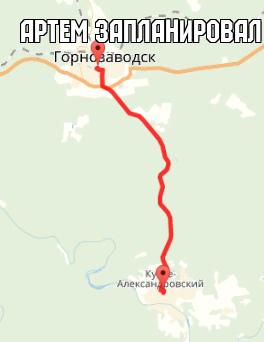 АРТЕМ ЗАПЛАНИРОВАЛ
Горнозаводск
Кусье-
Александровский